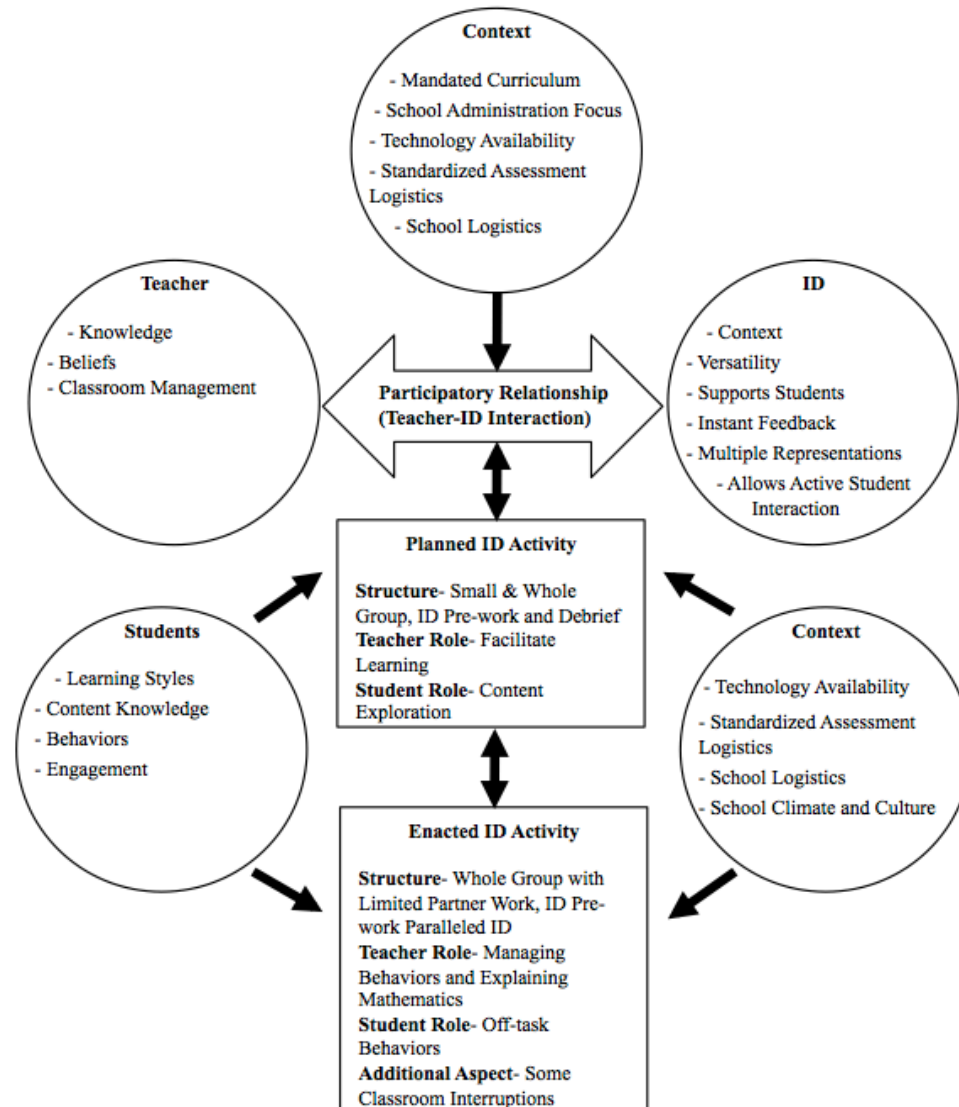 Context
- Mandated Curriculum
- School Administration Focus
- Technology Availability
- Standardized Assessment
Logistics
- School Logistics
Teacher
- Knowledge
- Beliefs
- Classroom Management
Participatory Relationship
(Teacher-ID Interaction)
ID
- Context
- Versatility
- Supports Students
- Instant Feedback
- Multiple Representations
- Allows Active Student
Interaction
Planned ID Activity
Structure- Small & Whole
Group, ID Pre-work and Debrief
Teacher Role- Facilitate
Learning
Student Role- Content
Exploration
Students
- Learning Styles
- Content Knowledge
- Behaviors
- Engagement
Context
- Technology Availability
- Standardized Assessment
Logistics
- School Logistics
- School Climate and Culture
Enacted ID Activity
Structure- Whole Group with
Limited Partner Work, ID Pre-
work Paralleled ID
Teacher Role- Managing
Behaviors and Explaining
Mathematics
Student Role- Off-task
Behaviors
Additional Aspect- Some
Classroom Interruptions